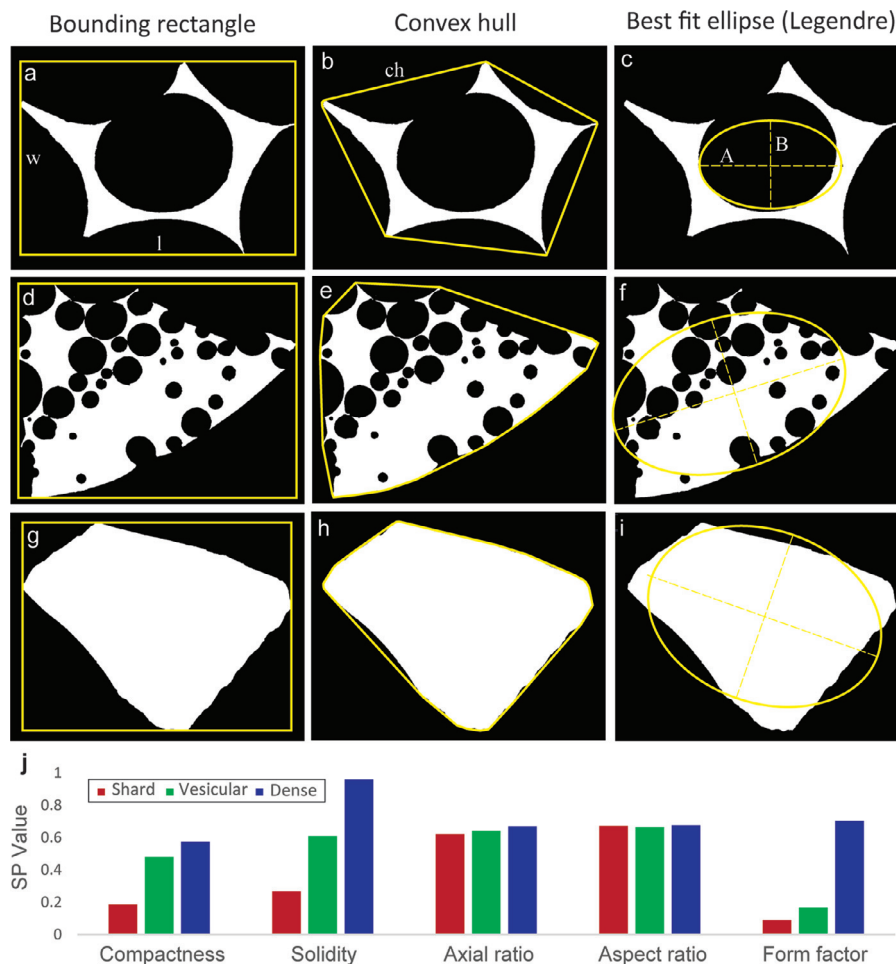 Bounding rectangle
Convex hull
Best fit ellipse (Legendre)
a
w
l
b
ch
c
A
B
d
e
f
g
h
i
j
1
0.8
0.6
0.4
0.2
0
SP Value
Shard Vesicular Dense
Compactness Solidity Axial ratio Aspect ratio Form factor